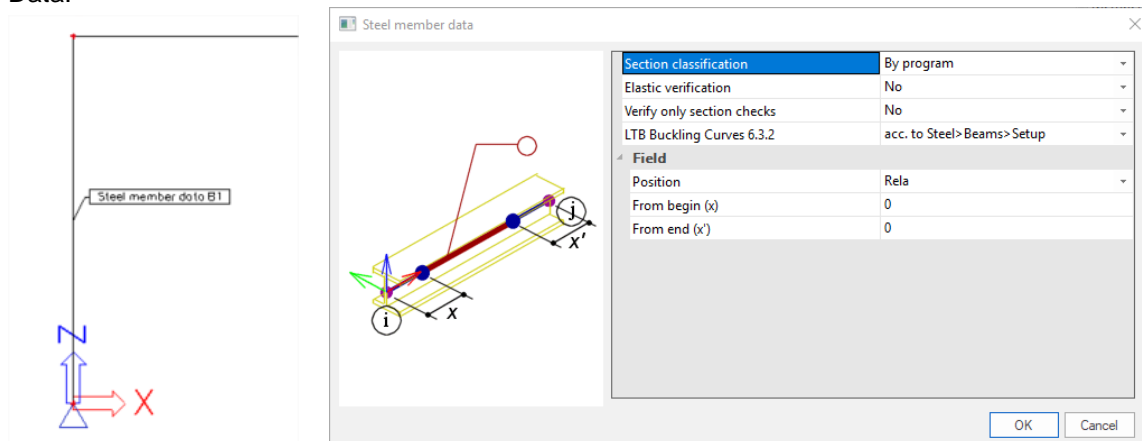 Data:
Steel member data B1
Z
X
Steel member data
Section classification By program
Elastic verification No
Verify only section checks No
LTB Buckling Curves 6.3.2 acc. to Steel>Beams>Setup
Field
Position Rela
From begin (x) 0
From end (x') 0
i
x
x'
j
OK Cancel